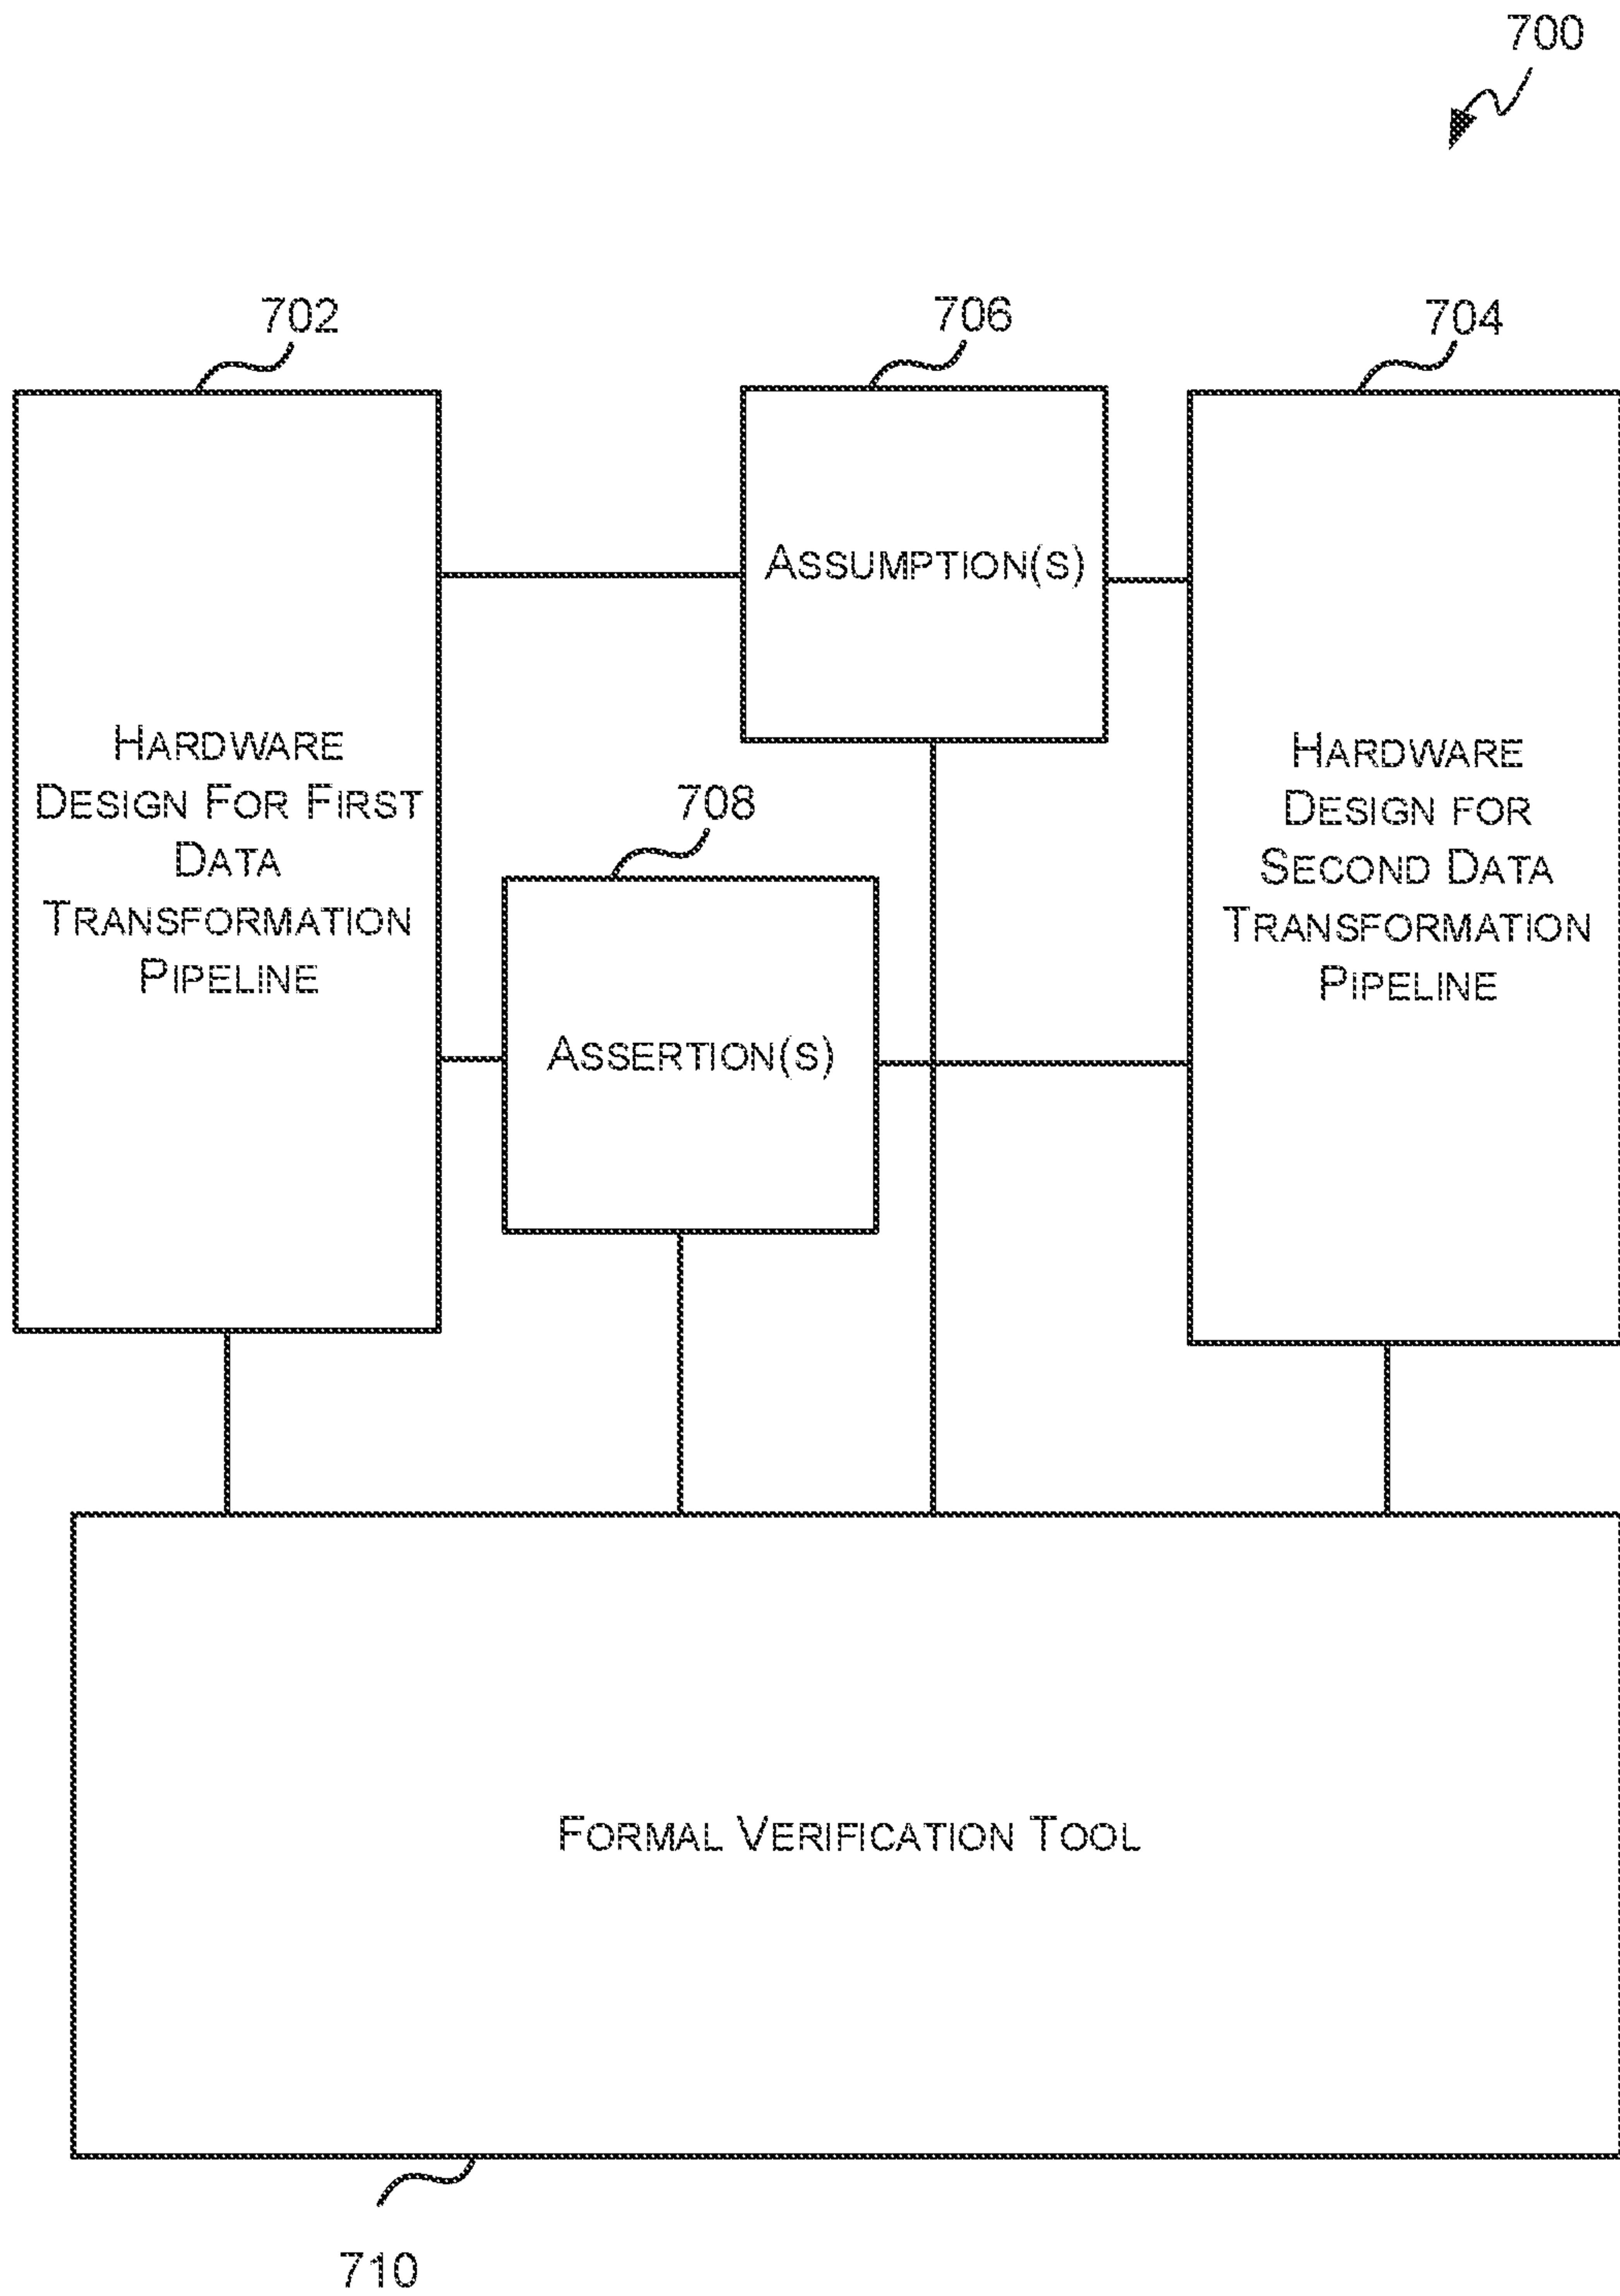 700
702
706
704
ASSUMPTION(S)
HARDWARE
DESIGN FOR FIRST
DATA
TRANSFORMATION
PIPELINE
HARDWARE
DESIGN FOR
SECOND DATA
TRANSFORMATION
PIPELINE
708
ASSERTION(S)
FORMAL VERIFICATION TOOL
710